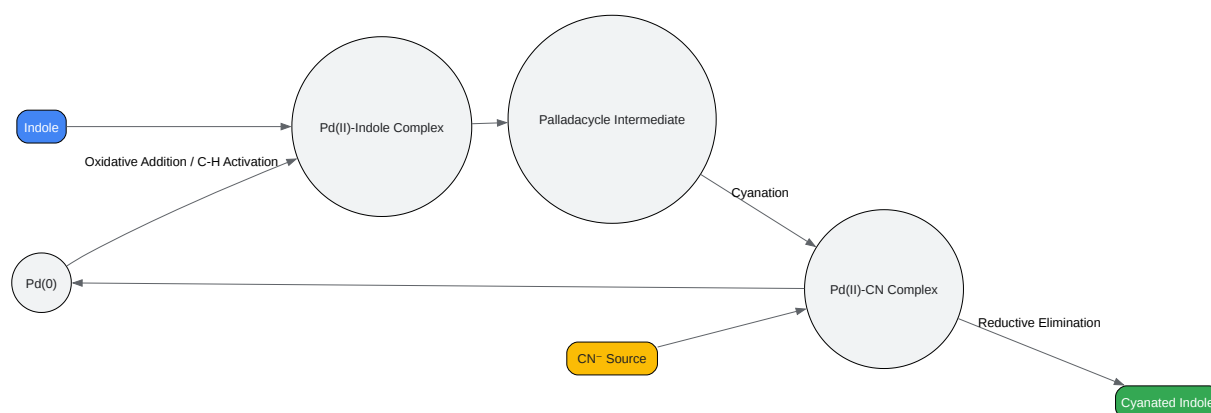 Indole
Oxidative Addition / C-H Activation
Pd(II)-Indole Complex
Palladacycle Intermediate
Cyanation
Pd(0)
Pd(II)-CN Complex
CN⁻ Source
Reductive Elimination
Cyanated Indole